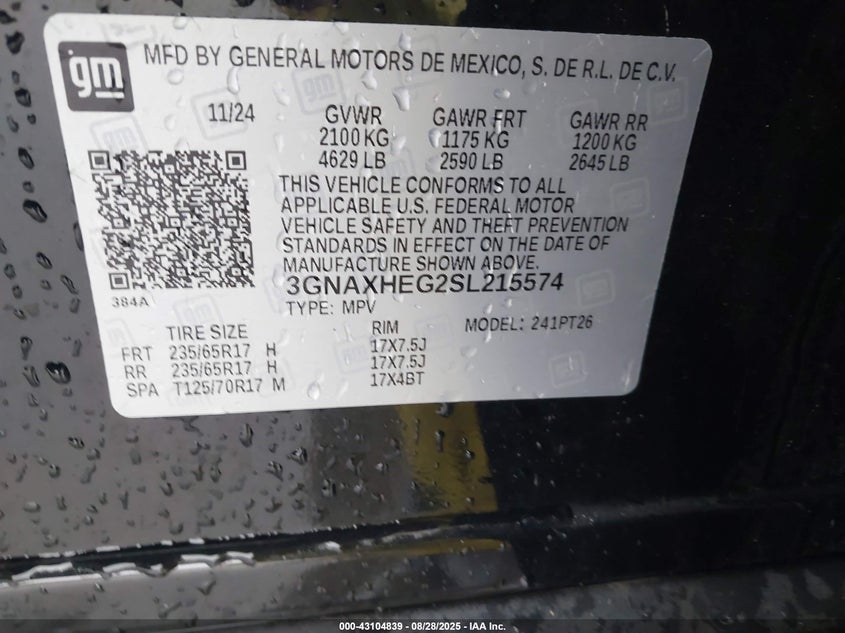 gm
MFD BY GENERAL MOTORS DE MEXICO, S. DE R.L. DE C.V.
11/24 GVWR GAWR FRT GAWR RR
2100 KG 1175 KG 1200 KG
4629 LB 2590 LB 2645 LB
THIS VEHICLE CONFORMS TO ALL
APPLICABLE U.S. FEDERAL MOTOR
VEHICLE SAFETY AND THEFT PREVENTION
STANDARDS IN EFFECT ON THE DATE OF
MANUFACTURE SHOWN ABOVE.
384A
3GNAXHEG2SL215574
TYPE: MPV
TIRE SIZE RIM MODEL: 241PT26
FRT 235/65R17 H 17X7.5J
RR 235/65R17 H 17X7.5J
SPA T125/70R17 M 17X4BT
000-43104839 / 08/28/2025 - IAA Inc.